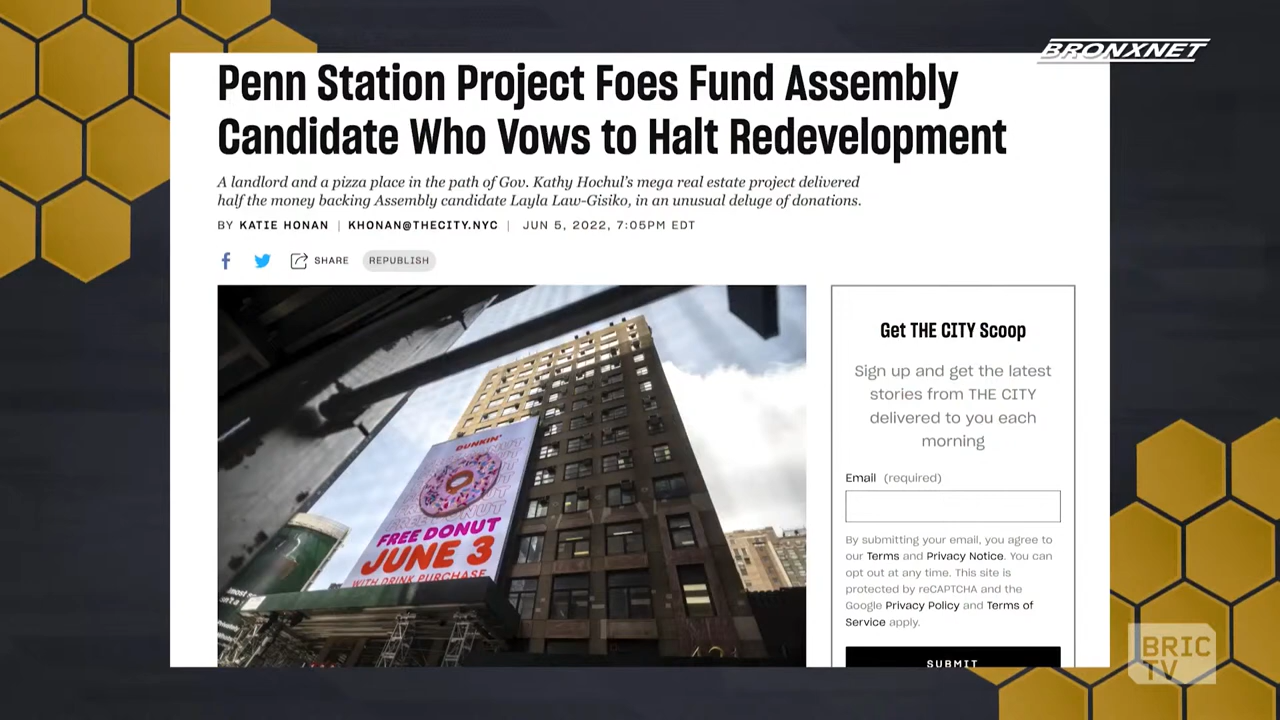 BRONXNET
Penn Station Project Foes Fund Assembly
Candidate Who Vows to Halt Redevelopment
A landlord and a pizza place in the path of Gov. Kathy Hochul's mega real estate project delivered
half the money backing Assembly candidate Layla Law-Gisiko, in an unusual deluge of donations.
BY KATIE HONAN | KHONAN@THECITY.NYC | JUN 5, 2022, 7:05PM EDT
SHARE REPUBLISH
DUNKIN'
FREE DONUT
JUNE 3
WITH DRINK PURCHASE
Get THE CITY Scoop
Sign up and get the latest
stories from THE CITY
delivered to you each
morning
Email (required)
By submitting your email, you agree to
our Terms and Privacy Notice. You can
opt out at any time. This site is
protected by reCAPTCHA and the
Google Privacy Policy and Terms of
Service apply.
SUBMIT
BRIC
TV